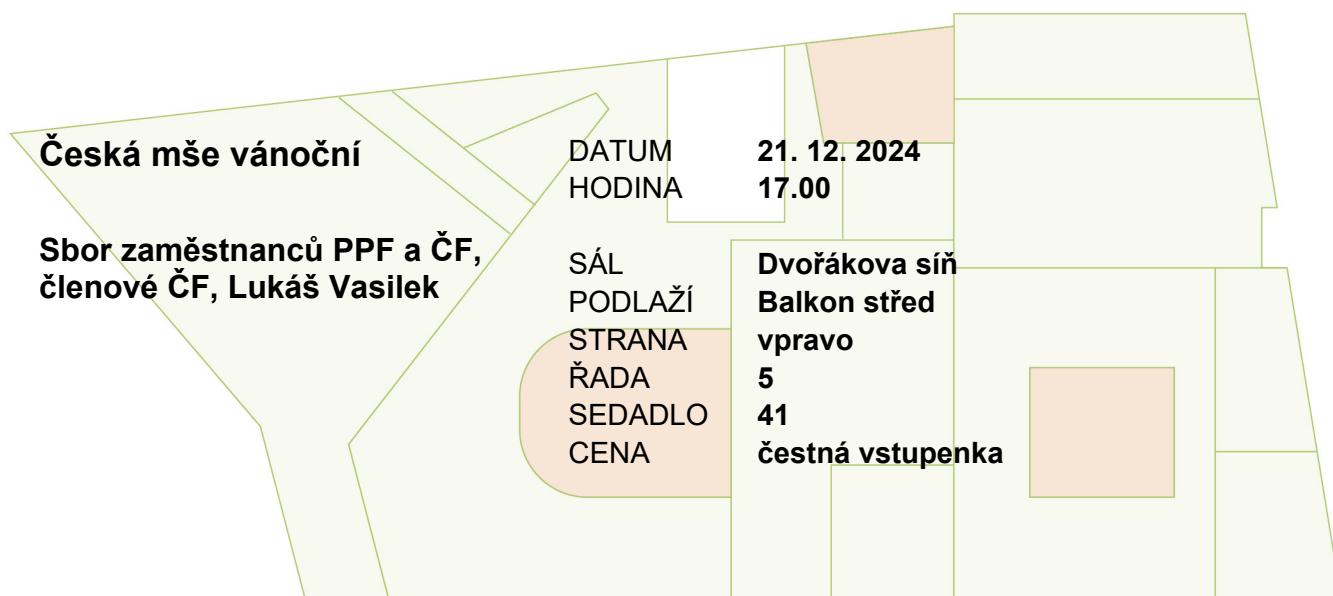 Česká mše vánoční
Sbor zaměstnanců PPF a ČF,
členové ČF, Lukáš Vasilek
DATUM 21. 12. 2024
HODINA 17.00
SÁL Dvořákova síň
PODLAŽÍ Balkon střed
STRANA vpravo
ŘADA 5
SEDADLO 41
CENA čestná vstupenka